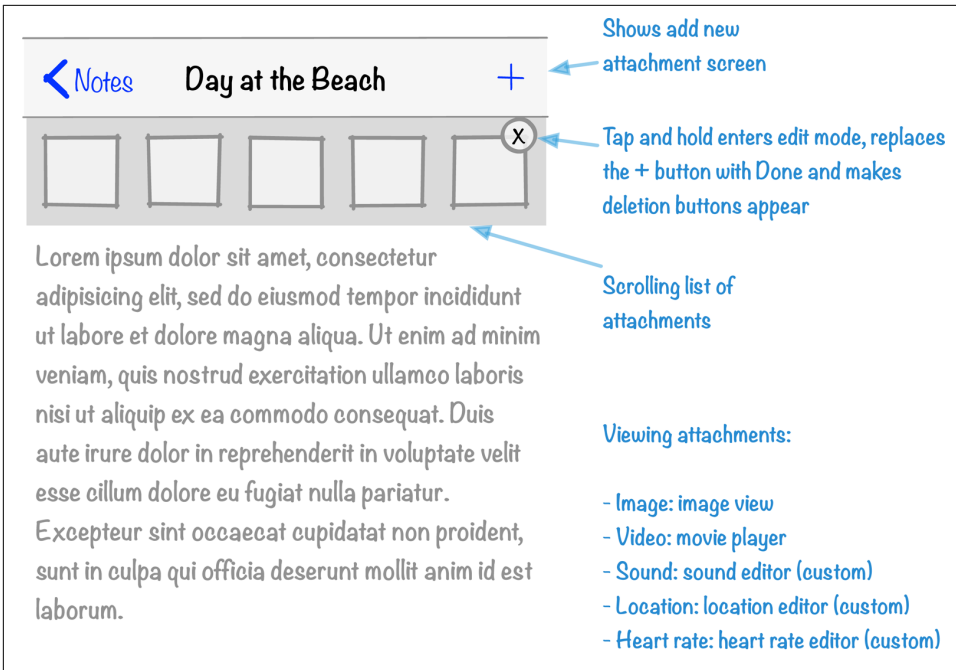 Notes
Day at the Beach
+
X
Lorem ipsum dolor sit amet, consectetur
adipisicing elit, sed do eiusmod tempor incididunt
ut labore et dolore magna aliqua. Ut enim ad minim
veniam, quis nostrud exercitation ullamco laboris
nisi ut aliquip ex ea commodo consequat. Duis
aute irure dolor in reprehenderit in voluptate velit
esse cillum dolore eu fugiat nulla pariatur.
Excepteur sint occaecat cupidatat non proident,
sunt in culpa qui officia deserunt mollit anim id est
laborum.
Shows add new
attachment screen
Tap and hold enters edit mode, replaces
the + button with Done and makes
deletion buttons appear
Scrolling list of
attachments
Viewing attachments:
- Image: image view
- Video: movie player
- Sound: sound editor (custom)
- Location: location editor (custom)
- Heart rate: heart rate editor (custom)